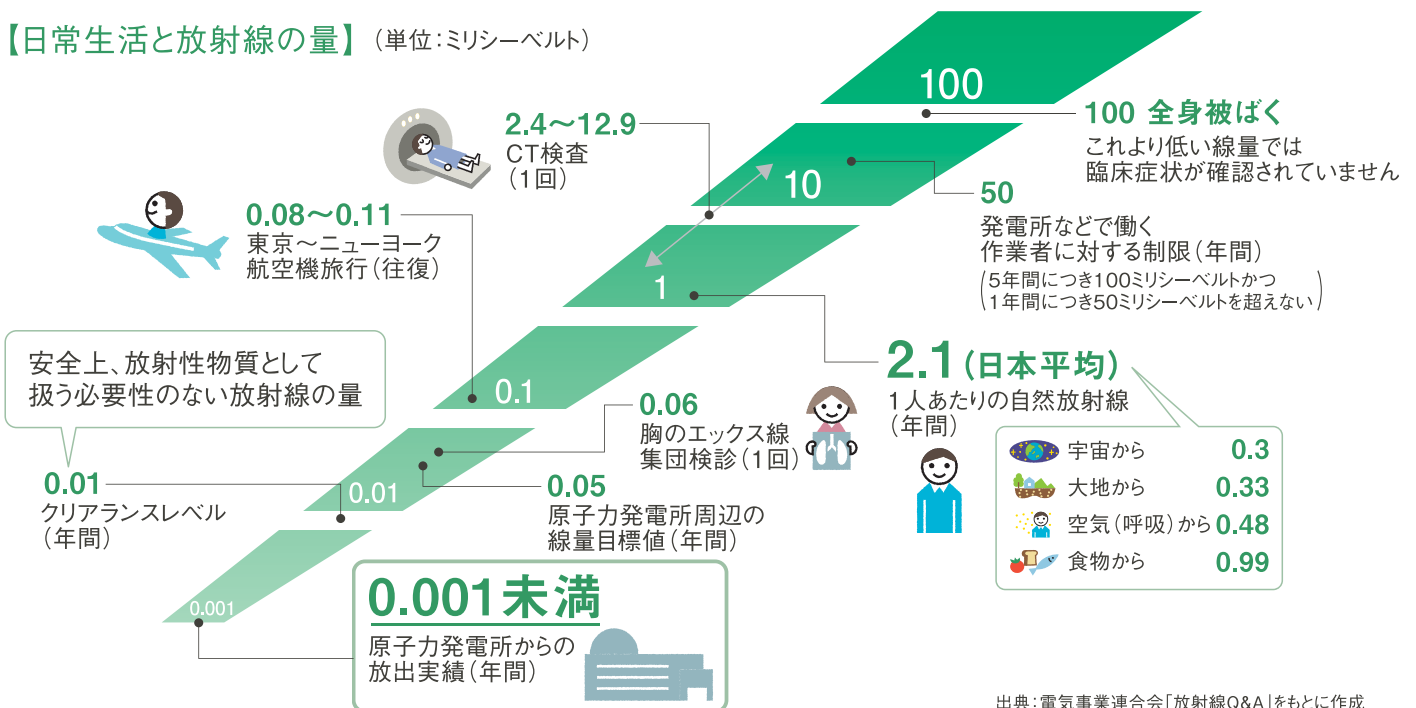 【日常生活と放射線の量】（単位：ミリシーベルト）
100
100 全身被ばく
これより低い線量では
臨床症状が確認されていません
2.4〜12.9
CT検査
（1回）
10
50
発電所などで働く
作業者に対する制限（年間）
（5年間につき100ミリシーベルトかつ
1年間につき50ミリシーベルトを超えない）
0.08〜0.11
東京〜ニューヨーク
航空機旅行（往復）
1
2.1（日本平均）
1人あたりの自然放射線
（年間）
宇宙から 0.3
大地から 0.33
空気（呼吸）から 0.48
食物から 0.99
0.1
0.06
胸のエックス線
集団検診（1回）
安全上、放射性物質として
扱う必要性のない放射線の量
0.01
クリアランスレベル
（年間）
0.01
0.05
原子力発電所周辺の
線量目標値（年間）
0.001
0.001未満
原子力発電所からの
放出実績（年間）
出典：電気事業連合会「放射線Q&A」をもとに作成